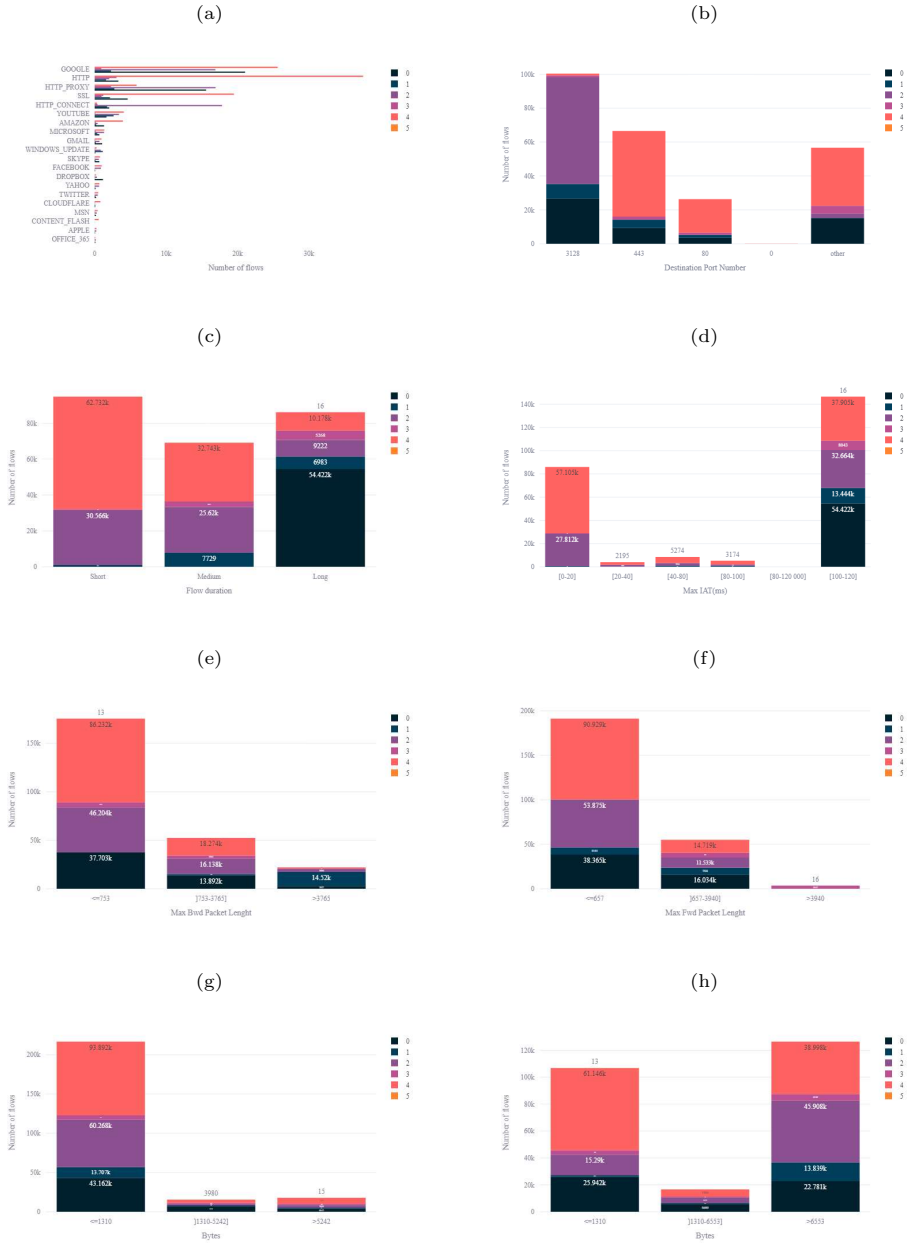 (a)
GOOGLE
HTTP
HTTP_PROXY
SSL
HTTP_CONNECT
YOUTUBE
AMAZON
MICROSOFT
GMAIL
WINDOWS_UPDATE
SKYPE
FACEBOOK
DROPBOX
YAHOO
TWITTER
CLOUDFLARE
MSN
CONTENT_FLASH
APPLE
OFFICE_365
0 10k 20k 30k
Number of flows
0
1
2
3
4
5
(b)
100k
80k
60k
40k
20k
0
Number of flows
3128 443 80 0 other
Destination Port Number
0
1
2
3
4
5
(c)
80k
60k
40k
20k
0
Number of flows
62.732k
30.566k
32.743k
25.62k
7729
16
10.178k
9222
6983
54.422k
Short Medium Long
Flow duration
0
1
2
3
4
5
(d)
140k
120k
100k
80k
60k
40k
20k
0
Number of flows
57.105k
27.812k
2195
5274
3174
16
37.905k
32.664k
13.444k
54.422k
[0-20] [20-40] [40-80] [80-100] [80-120.000] [100-120]
Max IAT(ms)
0
1
2
3
4
5
(e)
150k
100k
50k
0
Number of flows
13
86.232k
46.204k
37.703k
18.274k
16.138k
13.892k
14.52k
<=753 ]753-3765] >3765
Max Bwd Packet Lenght
0
1
2
3
4
5
(f)
200k
150k
100k
50k
0
Number of flows
90.929k
53.875k
38.365k
14.719k
11.533k
16.034k
16
<=657 ]657-3940] >3940
Max Fwd Packet Lenght
0
1
2
3
4
5
(g)
200k
150k
100k
50k
0
Number of flows
93.892k
60.268k
13.707k
43.162k
3980
15
<=1310 ]1310-5242] >5242
Bytes
0
1
2
3
4
5
(h)
120k
100k
80k
60k
40k
20k
0
Number of flows
13
61.146k
15.29k
25.942k
38.998k
45.908k
13.839k
22.781k
<=1310 ]1310-6553] >6553
Bytes
0
1
2
3
4
5